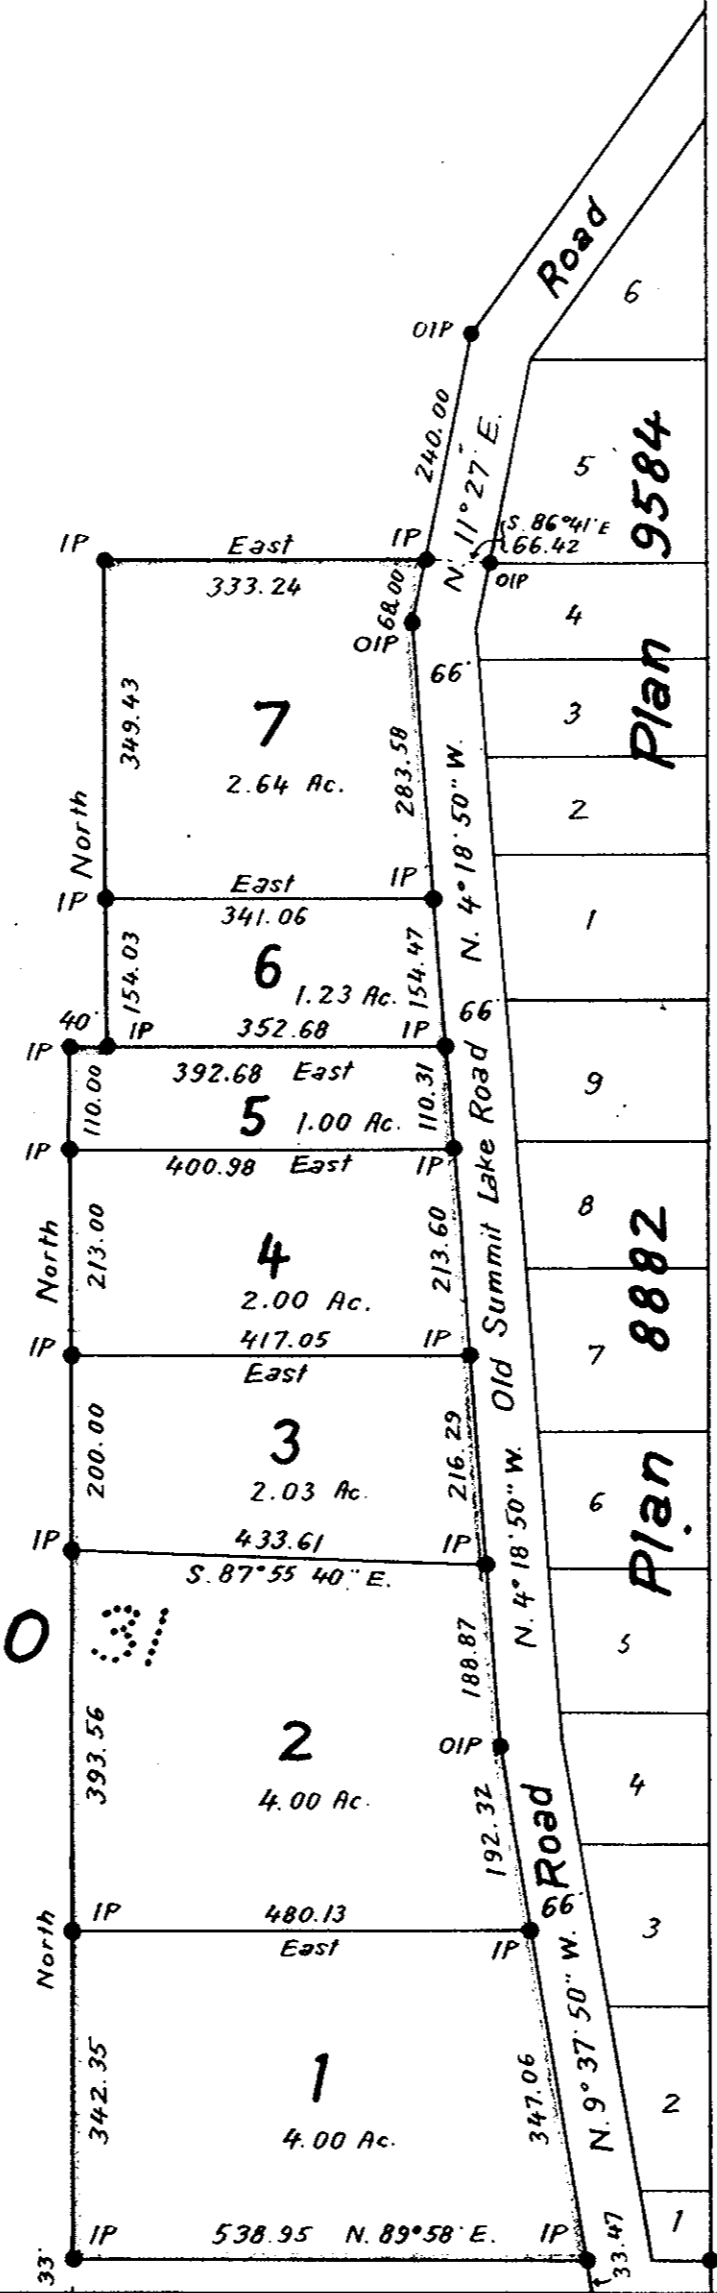 Road
6
OIP
240.00
N. 11° 27' E.
5
Plan 9584
S. 86°41' E
66.42
IP
East
IP
OIP
333.24
68.00
OIP
4
66'
349.43
7
2.64 Ac.
283.58
3
2
North
N. 4° 18' 50" W.
IP
East
IP
341.06
1
154.03
6
1.23 Ac.
154.47
66'
40'
IP
IP
352.68
IP
392.68 East
110.00
5
1.00 Ac.
110.31
9
IP
400.98 East
IP
Old Summit Lake Road
8
North
213.00
4
2.00 Ac.
213.60
Plan 8882
IP
417.05
IP
East
7
200.00
3
2.03 Ac.
216.29
6
IP
433.61
IP
S. 87°55' 40" E.
N. 4° 18' 50" W.
0 31
188.87
5
393.56
2
4.00 Ac.
OIP
4
192.32
Road
66'
IP
480.13
East
IP
3
North
342.35
1
4.00 Ac.
347.06
N. 9° 37' 50" W.
2
1
IP
538.95 N. 89°58' E.
IP
33'
33.47